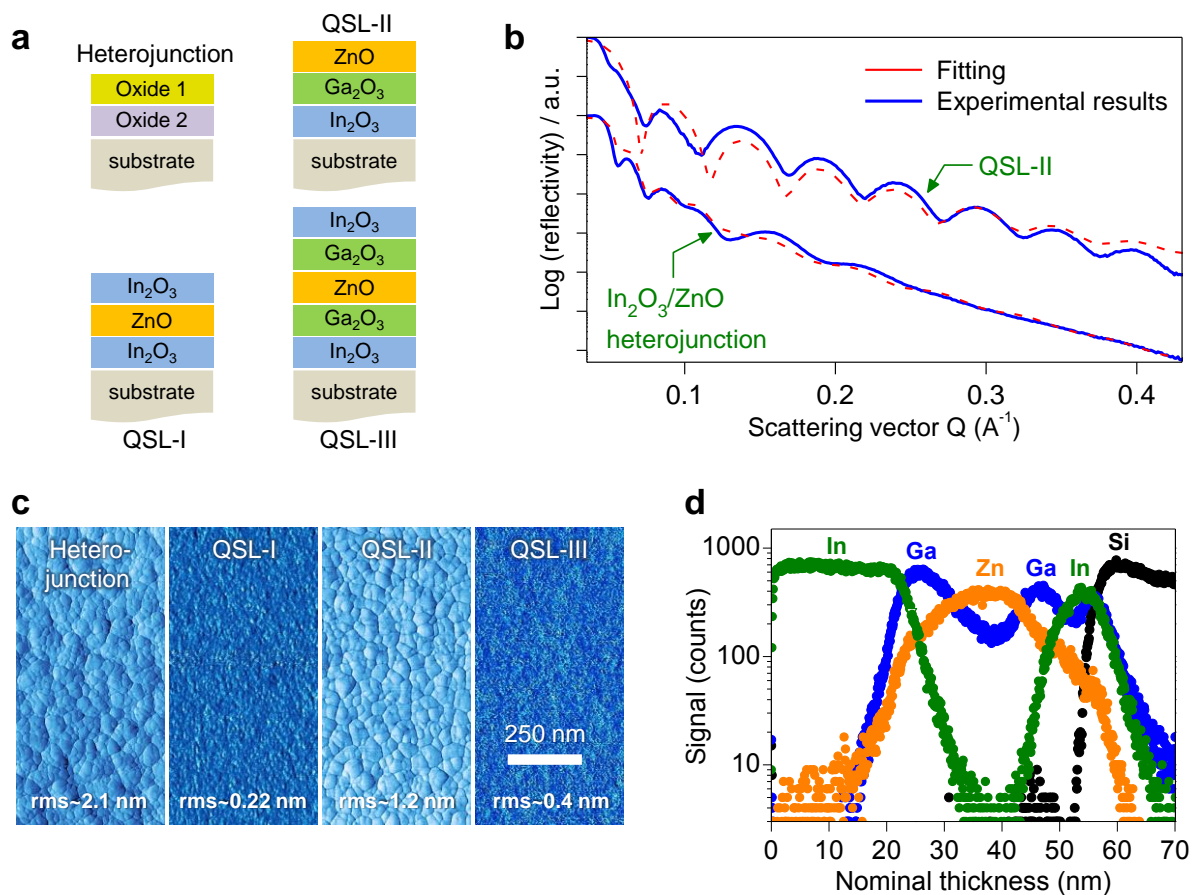 a
Heterojunction
Oxide 1
Oxide 2
substrate
QSL-II
ZnO
Ga₂O₃
In₂O₃
substrate
In₂O₃
ZnO
In₂O₃
substrate
QSL-I
In₂O₃
Ga₂O₃
ZnO
Ga₂O₃
In₂O₃
substrate
QSL-III
b
Log (reflectivity) / a.u.
Fitting
Experimental results
QSL-II
In₂O₃/ZnO
heterojunction
0.1 0.2 0.3 0.4
Scattering vector Q (A⁻¹)
c
Hetero-
junction
rms~2.1 nm
QSL-I
rms~0.22 nm
QSL-II
rms~1.2 nm
QSL-III
250 nm
rms~0.4 nm
d
Signal (counts)
1000
100
10
In Ga Zn Ga In Si
0 10 20 30 40 50 60 70
Nominal thickness (nm)